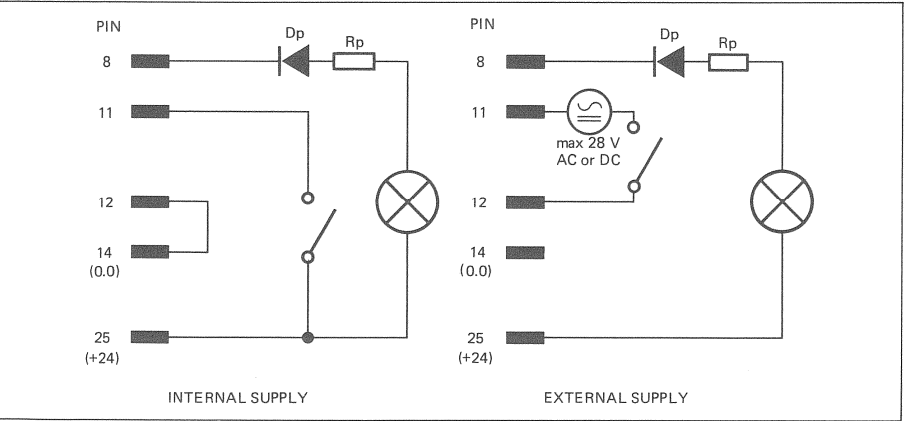 PIN
8
Dp
Rp
11
12
14
(0.0)
25
(+24)
INTERNAL SUPPLY
PIN
8
Dp
Rp
11
max 28 V
AC or DC
12
14
(0.0)
25
(+24)
EXTERNAL SUPPLY